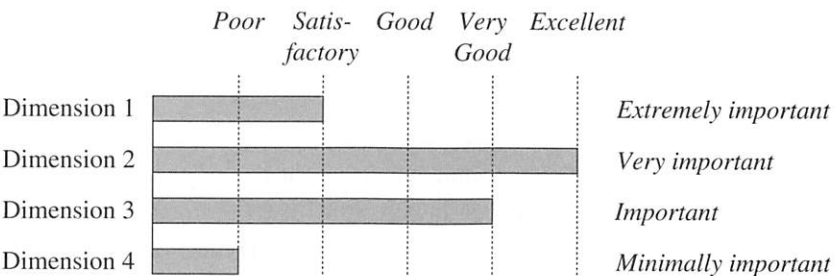 Poor Satis- Good Very Excellent
factory Good
Dimension 1 Extremely important
Dimension 2 Very important
Dimension 3 Important
Dimension 4 Minimally important